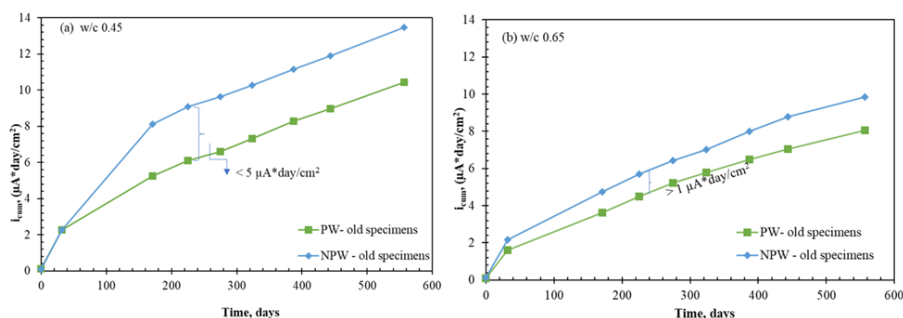 (a) w/c 0.45
14
12
10
8
6
4
2
0
i_cum, (µA*day/cm²)
< 5 µA*day/cm²
PW- old specimens
NPW - old specimens
0 100 200 300 400 500 600
Time, days
(b) w/c 0.65
14
12
10
8
6
4
2
0
i_cum, (µA*day/cm²)
> 1 µA*day/cm²
PW- old specimens
NPW - old specimens
0 100 200 300 400 500 600
Time, days